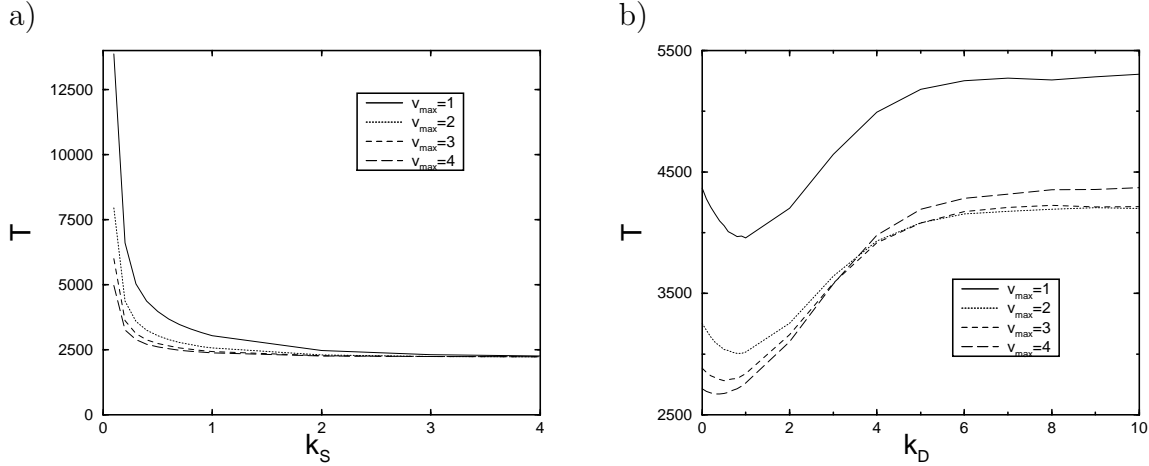 a)
T
12500
10000
7500
5000
2500
0
0 1 2 3 4
k_S
v_max=1
v_max=2
v_max=3
v_max=4
b)
T
5500
4500
3500
2500
0 2 4 6 8 10
k_D
v_max=1
v_max=2
v_max=3
v_max=4